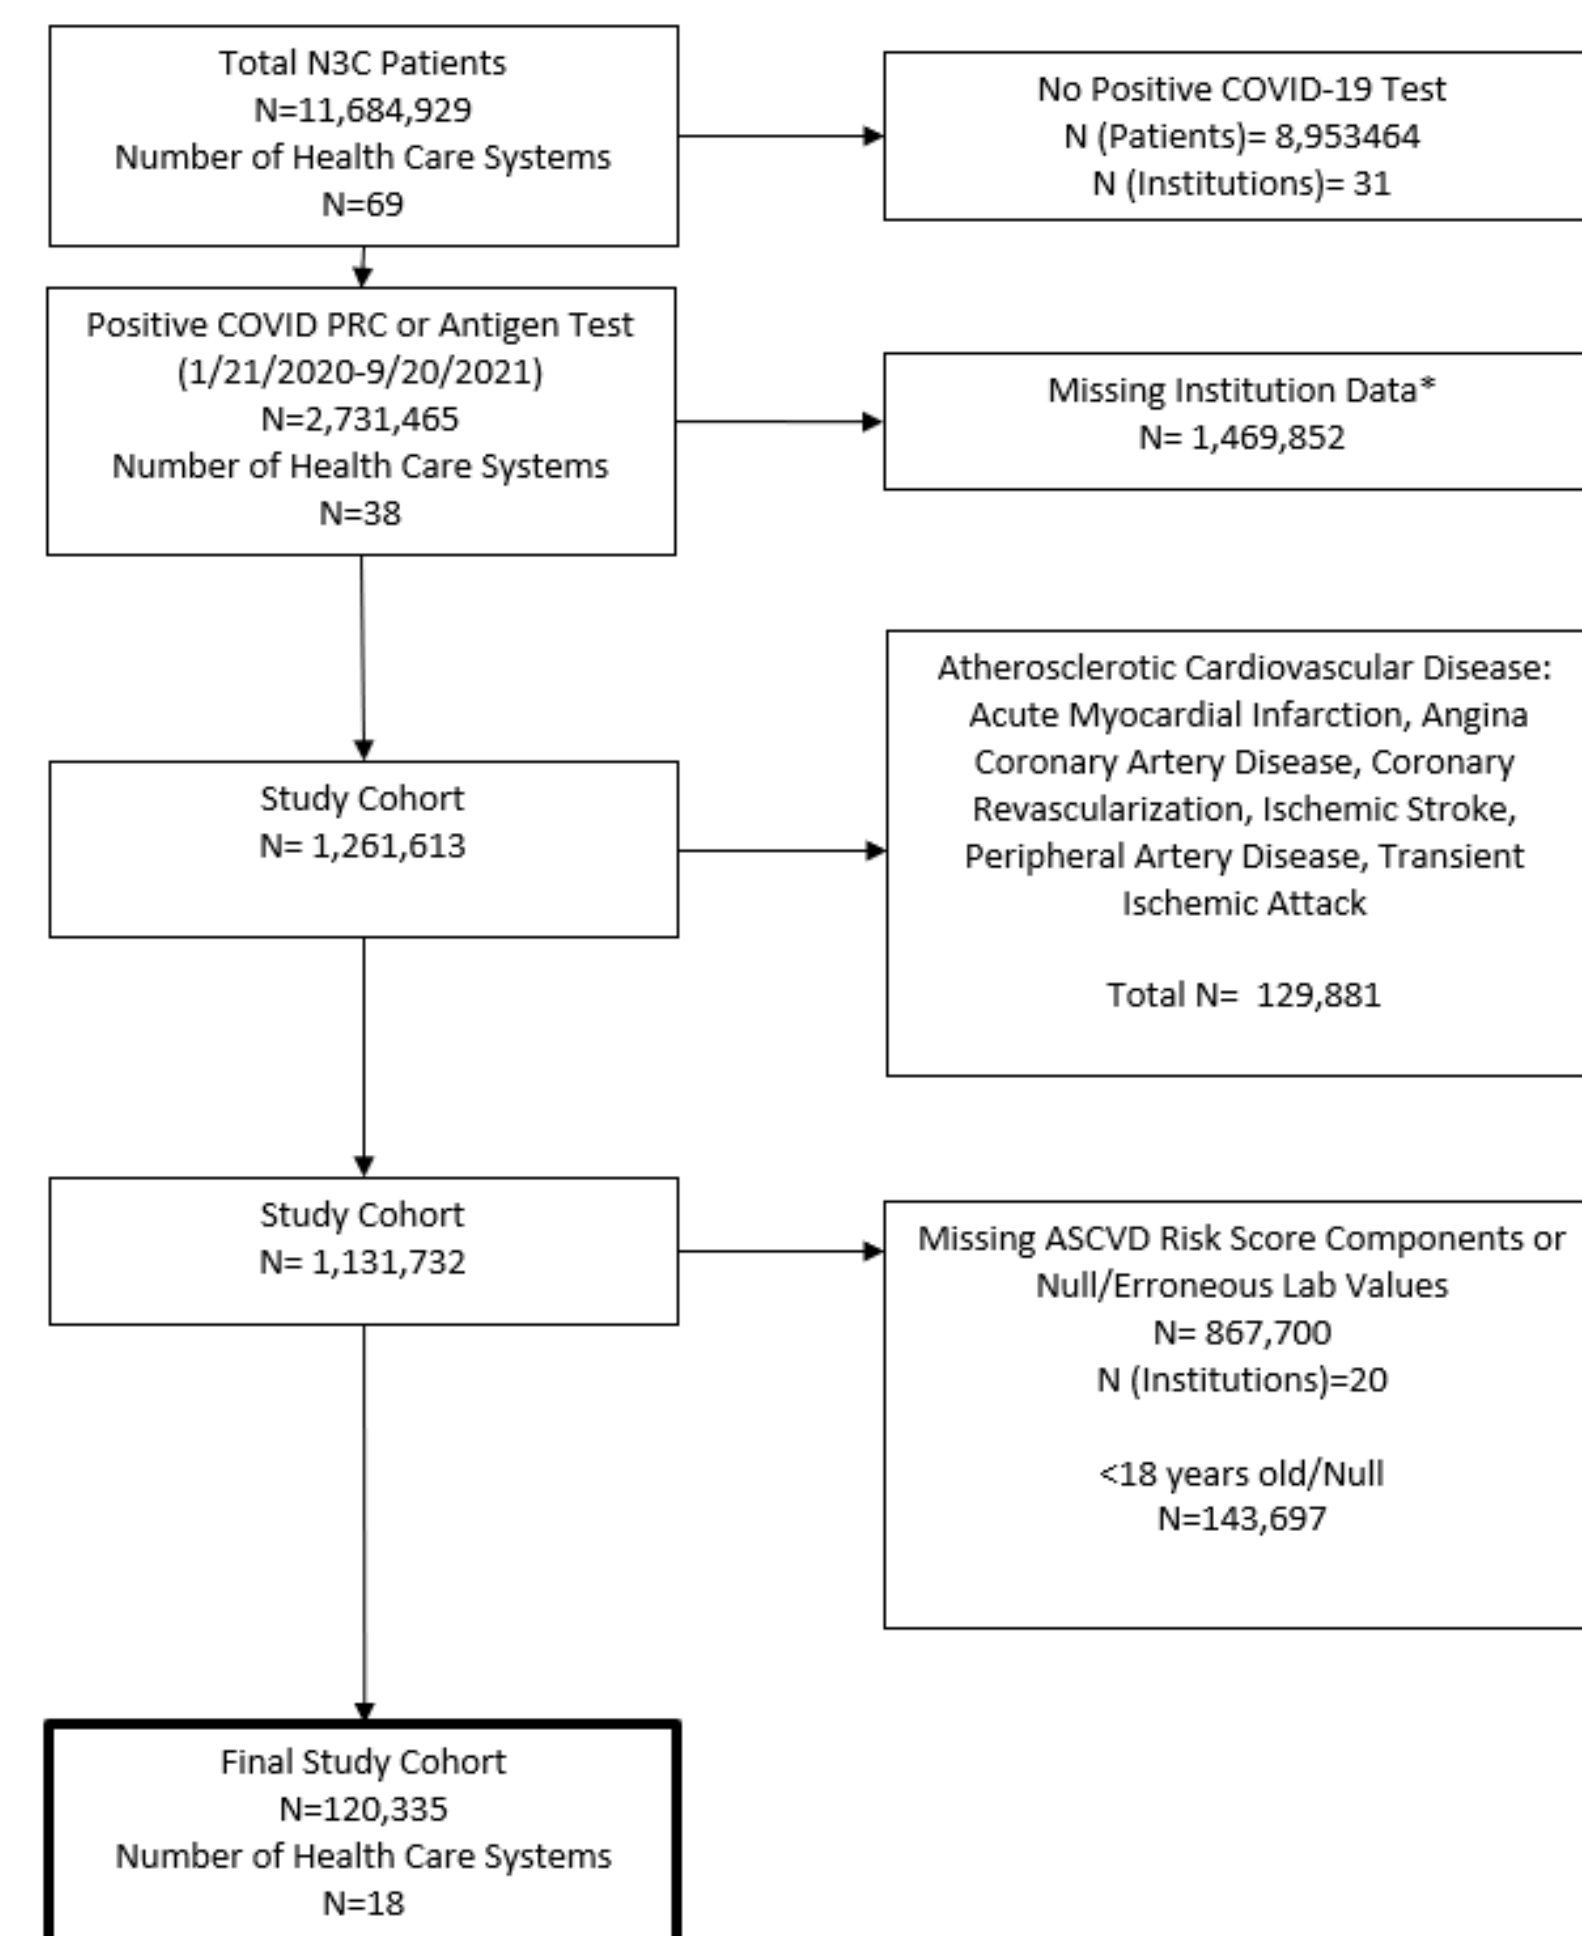 Total N3C Patients
N=11,684,929
Number of Health Care Systems
N=69
No Positive COVID-19 Test
N (Patients)= 8,953464
N (Institutions)= 31
Positive COVID PRC or Antigen Test
(1/21/2020-9/20/2021)
N=2,731,465
Number of Health Care Systems
N=38
Missing Institution Data*
N= 1,469,852
Study Cohort
N= 1,261,613
Atherosclerotic Cardiovascular Disease:
Acute Myocardial Infarction, Angina
Coronary Artery Disease, Coronary
Revascularization, Ischemic Stroke,
Peripheral Artery Disease, Transient
Ischemic Attack
Total N=  129,881
Study Cohort
N= 1,131,732
Missing ASCVD Risk Score Components or
Null/Erroneous Lab Values
N= 867,700
N (Institutions)=20
<18 years old/Null
N=143,697
Final Study Cohort
N=120,335
Number of Health Care Systems
N=18